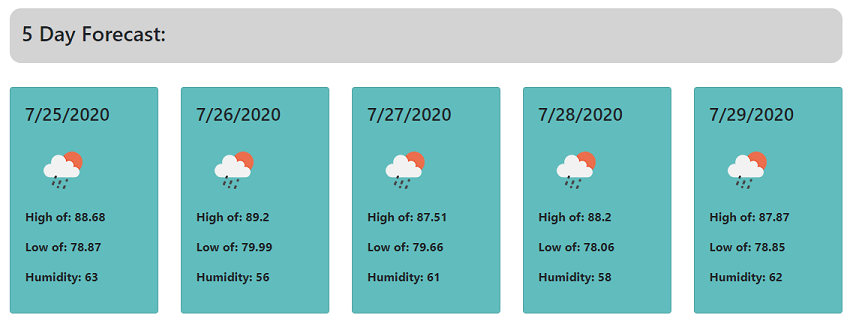 5 Day Forecast:
7/25/2020
High of: 88.68
Low of: 78.87
Humidity: 63
7/26/2020
High of: 89.2
Low of: 79.99
Humidity: 56
7/27/2020
High of: 87.51
Low of: 79.66
Humidity: 61
7/28/2020
High of: 88.2
Low of: 78.06
Humidity: 58
7/29/2020
High of: 87.87
Low of: 78.85
Humidity: 62